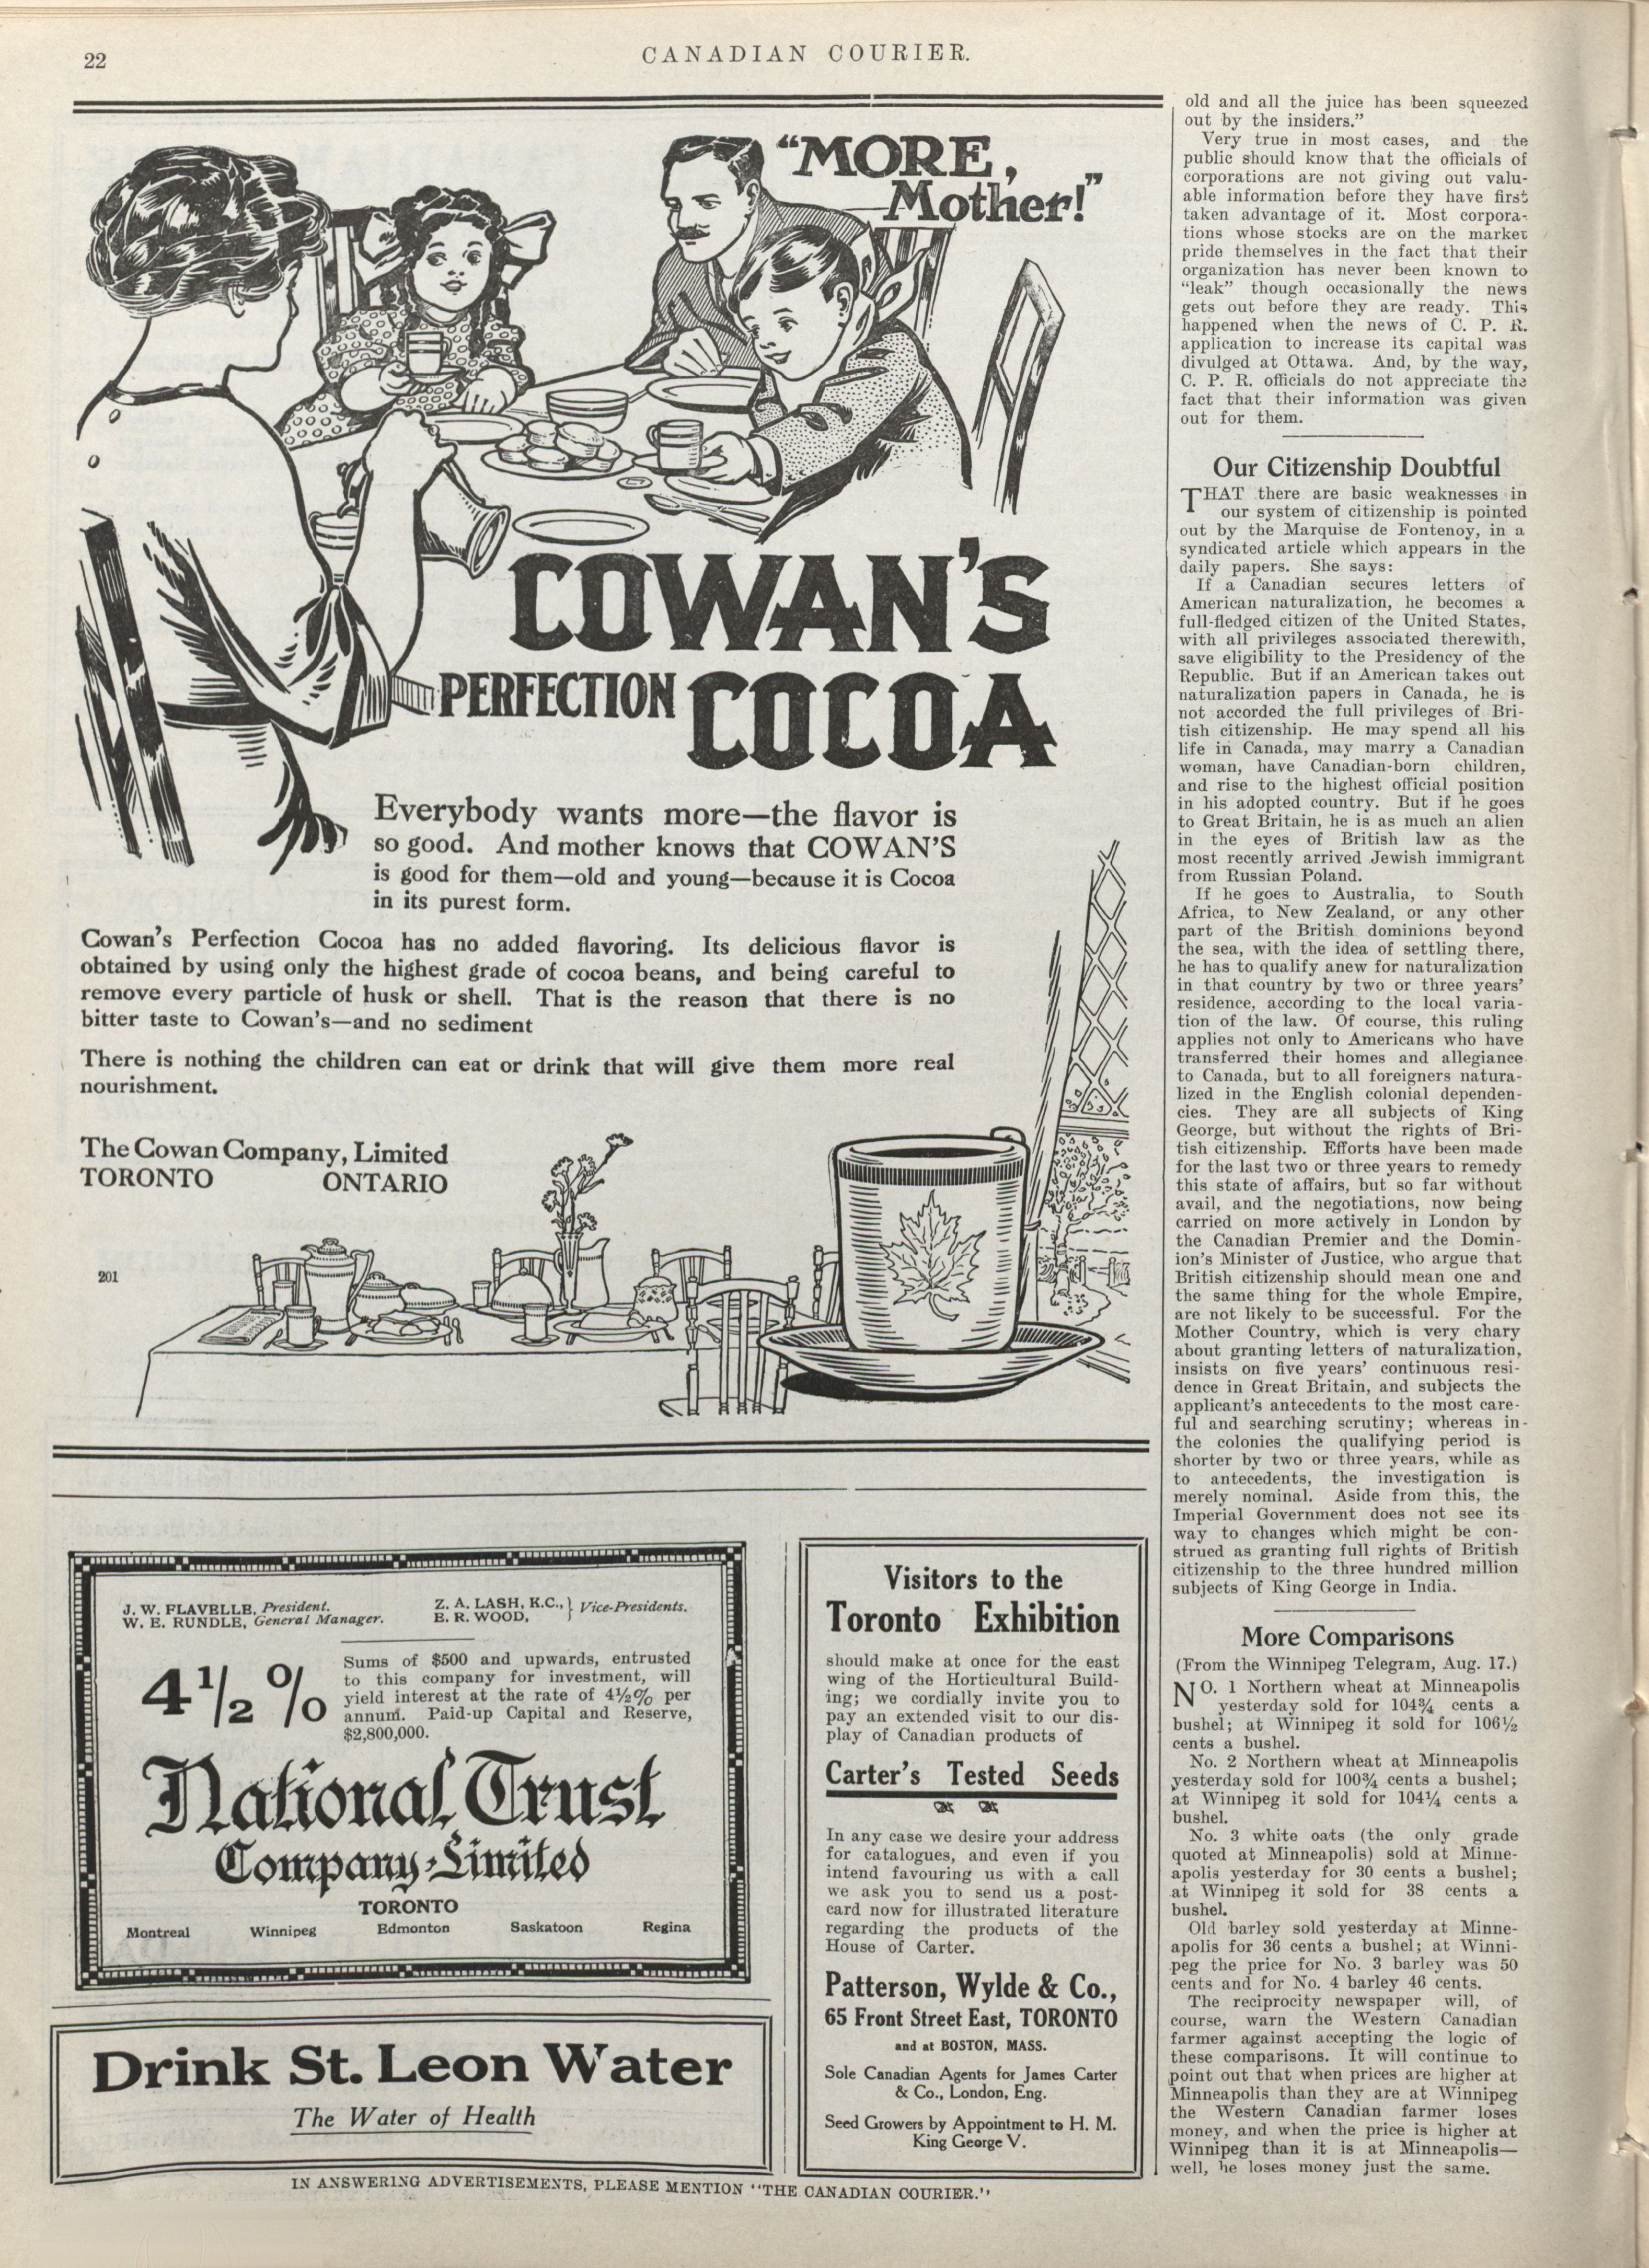 22
CANADIAN COURIER.
"MORE,
Mother!"
COWAN'S
PERFECTION COCOA
Everybody wants more—the flavor is
so good. And mother knows that COWAN'S
is good for them—old and young—because it is Cocoa
in its purest form.
Cowan's Perfection Cocoa has no added flavoring. Its delicious flavor is
obtained by using only the highest grade of cocoa beans, and being careful to
remove every particle of husk or shell. That is the reason that there is no
bitter taste to Cowan's—and no sediment
There is nothing the children can eat or drink that will give them more real
nourishment.
The Cowan Company, Limited
TORONTO ONTARIO
201
J. W. FLAVELLE, President.
W. E. RUNDLE, General Manager.
Z. A. LASH, K.C., } Vice-Presidents.
E. R. WOOD,
4½%
Sums of $500 and upwards, entrusted
to this company for investment, will
yield interest at the rate of 4½% per
annum. Paid-up Capital and Reserve,
$2,800,000.
National Trust
Company Limited
TORONTO
Montreal Winnipeg Edmonton Saskatoon Regina
Drink St. Leon Water
The Water of Health
Visitors to the
Toronto Exhibition
should make at once for the east
wing of the Horticultural Build-
ing; we cordially invite you to
pay an extended visit to our dis-
play of Canadian products of
Carter's Tested Seeds
In any case we desire your address
for catalogues, and even if you
intend favouring us with a call
we ask you to send us a post-
card now for illustrated literature
regarding the products of the
House of Carter.
Patterson, Wylde & Co.,
65 Front Street East, TORONTO
and at BOSTON, MASS.
Sole Canadian Agents for James Carter
& Co., London, Eng.
Seed Growers by Appointment to H. M.
King George V.
old and all the juice has been squeezed
out by the insiders."
Very true in most cases, and the
public should know that the officials of
corporations are not giving out valu-
able information before they have first
taken advantage of it. Most corpora-
tions whose stocks are on the market
pride themselves in the fact that their
organization has never been known to
"leak" though occasionally the news
gets out before they are ready. This
happened when the news of C. P. R.
application to increase its capital was
divulged at Ottawa. And, by the way,
C. P. R. officials do not appreciate the
fact that their information was given
out for them.
Our Citizenship Doubtful
THAT there are basic weaknesses in
our system of citizenship is pointed
out by the Marquise de Fontenoy, in a
syndicated article which appears in the
daily papers. She says:
If a Canadian secures letters of
American naturalization, he becomes a
full-fledged citizen of the United States,
with all privileges associated therewith,
save eligibility to the Presidency of the
Republic. But if an American takes out
naturalization papers in Canada, he is
not accorded the full privileges of Bri-
tish citizenship. He may spend all his
life in Canada, may marry a Canadian
woman, have Canadian-born children,
and rise to the highest official position
in his adopted country. But if he goes
to Great Britain, he is as much an alien
in the eyes of British law as the
most recently arrived Jewish immigrant
from Russian Poland.
If he goes to Australia, to South
Africa, to New Zealand, or any other
part of the British dominions beyond
the sea, with the idea of settling there,
he has to qualify anew for naturalization
in that country by two or three years'
residence, according to the local varia-
tion of the law. Of course, this ruling
applies not only to Americans who have
transferred their homes and allegiance
to Canada, but to all foreigners natura-
lized in the English colonial dependen-
cies. They are all subjects of King
George, but without the rights of Bri-
tish citizenship. Efforts have been made
for the last two or three years to remedy
this state of affairs, but so far without
avail, and the negotiations, now being
carried on more actively in London by
the Canadian Premier and the Domin-
ion's Minister of Justice, who argue that
British citizenship should mean one and
the same thing for the whole Empire,
are not likely to be successful. For the
Mother Country, which is very chary
about granting letters of naturalization,
insists on five years' continuous resi-
dence in Great Britain, and subjects the
applicant's antecedents to the most care-
ful and searching scrutiny; whereas in
the colonies the qualifying period is
shorter by two or three years, while as
to antecedents, the investigation is
merely nominal. Aside from this, the
Imperial Government does not see its
way to changes which might be con-
strued as granting full rights of British
citizenship to the three hundred million
subjects of King George in India.
More Comparisons
(From the Winnipeg Telegram, Aug. 17.)
NO. 1 Northern wheat at Minneapolis
yesterday sold for 104¾ cents a
bushel; at Winnipeg it sold for 106½
cents a bushel.
No. 2 Northern wheat at Minneapolis
yesterday sold for 100¾ cents a bushel;
at Winnipeg it sold for 104¼ cents a
bushel.
No. 3 white oats (the only grade
quoted at Minneapolis) sold at Minne-
apolis yesterday for 30 cents a bushel;
at Winnipeg it sold for 38 cents a
bushel.
Old barley sold yesterday at Minne-
apolis for 36 cents a bushel; at Winni-
peg the price for No. 3 barley was 50
cents and for No. 4 barley 46 cents.
The reciprocity newspaper will, of
course, warn the Western Canadian
farmer against accepting the logic of
these comparisons. It will continue to
point out that when prices are higher at
Minneapolis than they are at Winnipeg
the Western Canadian farmer loses
money, and when the price is higher at
Winnipeg than it is at Minneapolis—
well, he loses money just the same.
IN ANSWERING ADVERTISEMENTS, PLEASE MENTION "THE CANADIAN COURIER."